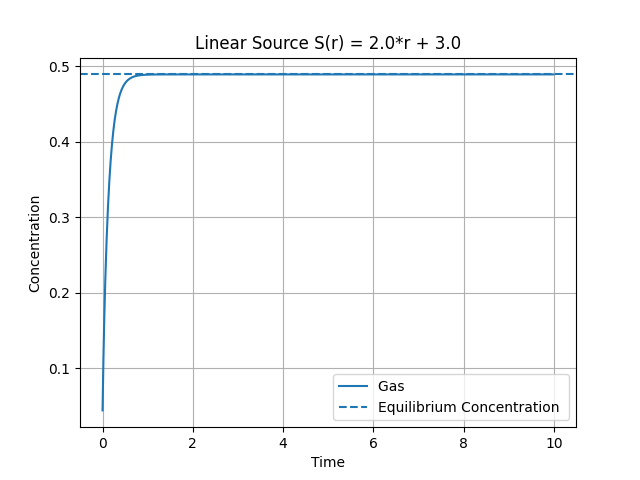 Linear Source S(r) = 2.0*r + 3.0
Concentration
0.5
0.4
0.3
0.2
0.1
0
2
4
6
8
10
Time
Gas
Equilibrium Concentration